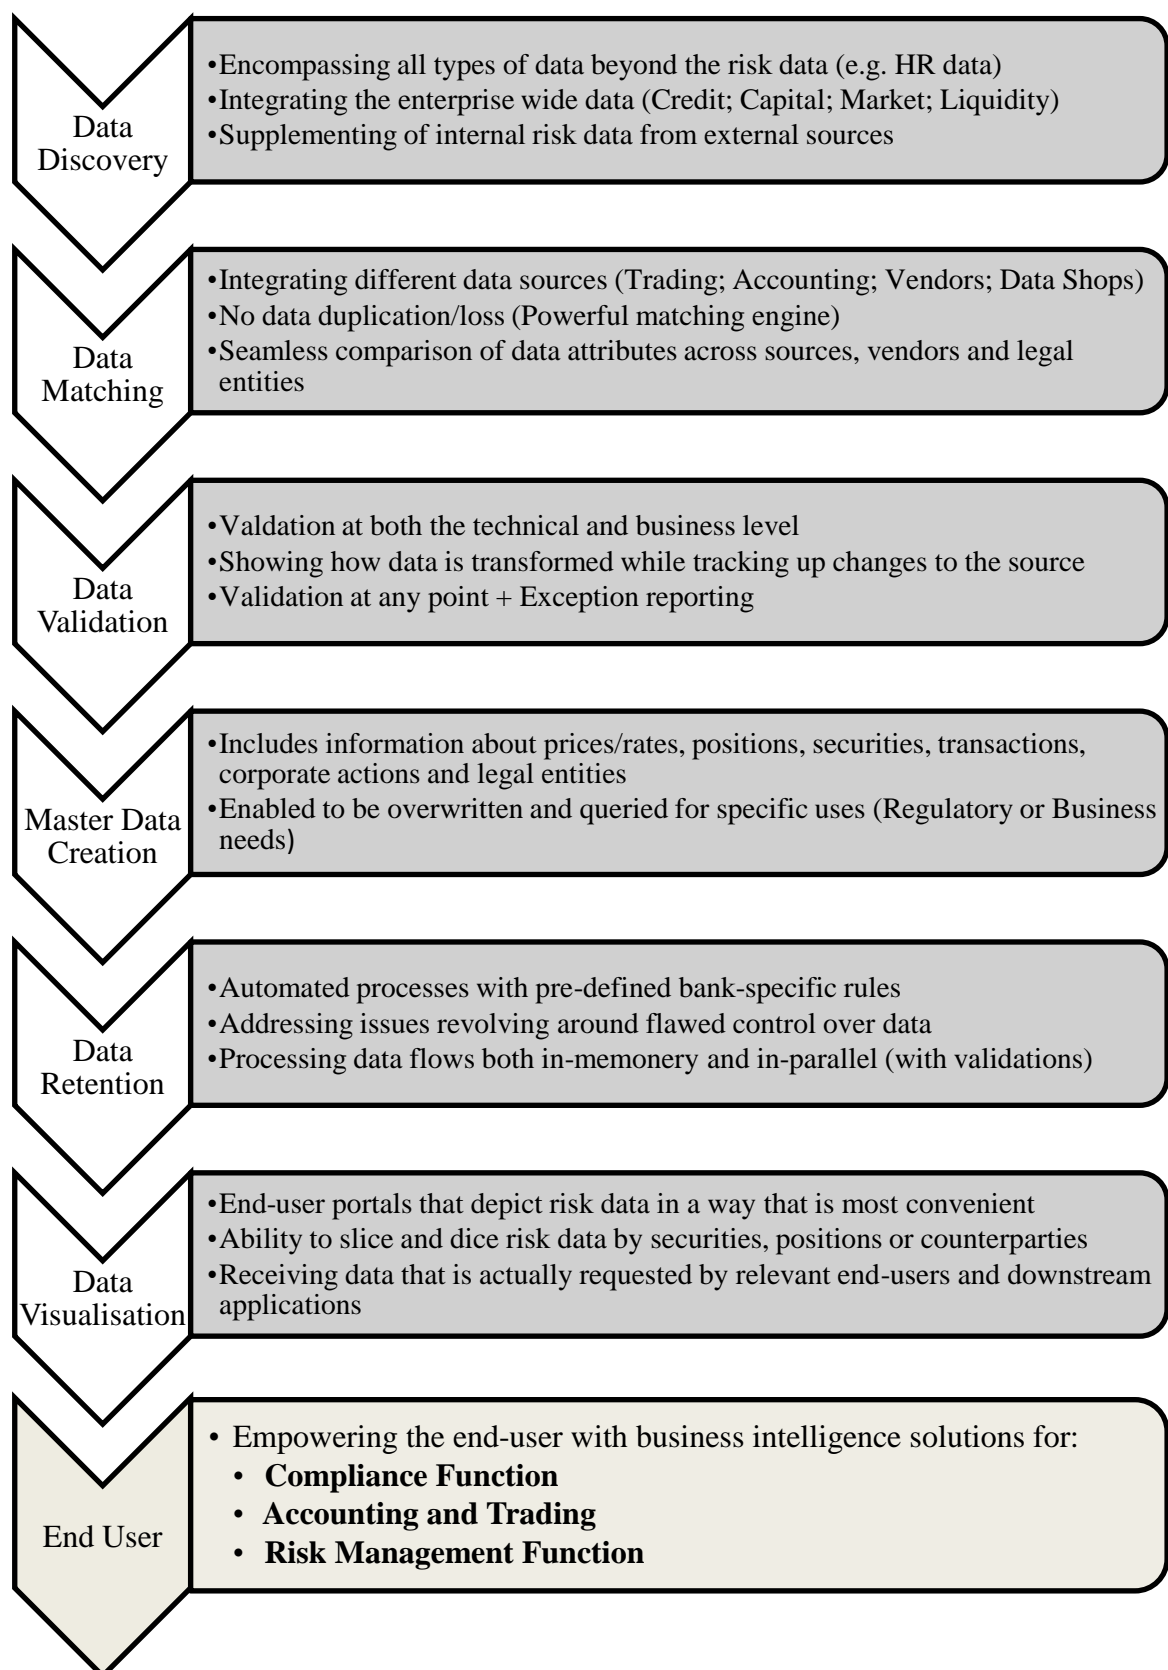 Data
Discovery
•Encompassing all types of data beyond the risk data (e.g. HR data)
•Integrating the enterprise wide data (Credit; Capital; Market; Liquidity)
•Supplementing of internal risk data from external sources
Data
Matching
•Integrating different data sources (Trading; Accounting; Vendors; Data Shops)
•No data duplication/loss (Powerful matching engine)
•Seamless comparison of data attributes across sources, vendors and legal
entities
Data
Validation
•Valdation at both the technical and business level
•Showing how data is transformed while tracking up changes to the source
•Validation at any point + Exception reporting
Master Data
Creation
•Includes information about prices/rates, positions, securities, transactions,
corporate actions and legal entities
•Enabled to be overwritten and queried for specific uses (Regulatory or Business
needs)
Data
Retention
•Automated processes with pre-defined bank-specific rules
•Addressing issues revolving around flawed control over data
•Processing data flows both in-memonery and in-parallel (with validations)
Data
Visualisation
•End-user portals that depict risk data in a way that is most convenient
•Ability to slice and dice risk data by securities, positions or counterparties
•Receiving data that is actually requested by relevant end-users and downstream
applications
End User
• Empowering the end-user with business intelligence solutions for:
• Compliance Function
• Accounting and Trading
• Risk Management Function